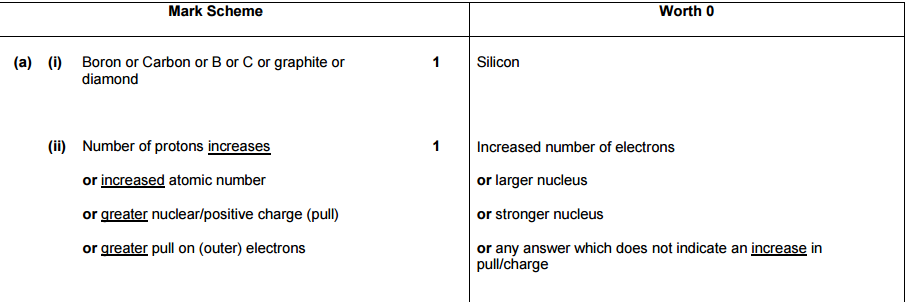 Mark Scheme
Worth 0
(a) (i) Boron or Carbon or B or C or graphite or
diamond
1
Silicon
(ii) Number of protons increases
1
or increased atomic number
or greater nuclear/positive charge (pull)
or greater pull on (outer) electrons
Increased number of electrons
or larger nucleus
or stronger nucleus
or any answer which does not indicate an increase in
pull/charge